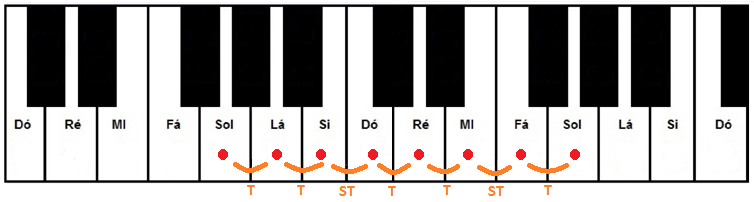 Dó Ré MI Fá Sol Lá Si Dó Ré MI Fá Sol Lá Si Dó
T T ST T T ST T